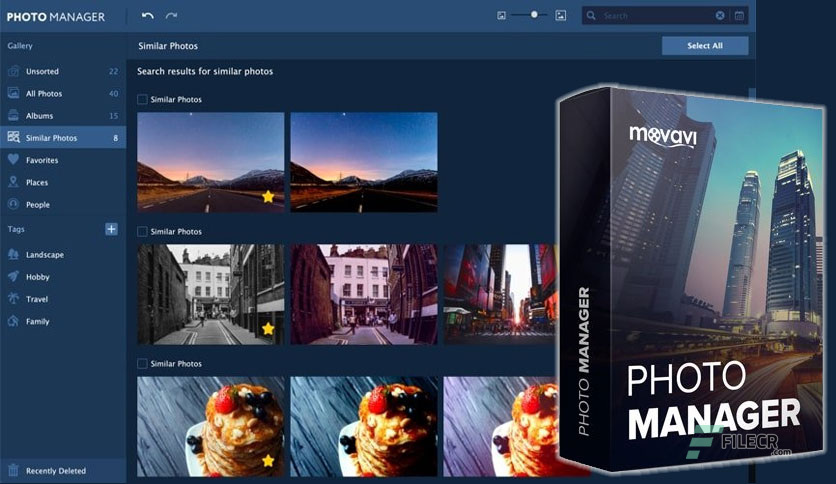 PHOTO MANAGER
Search
Gallery
Similar Photos
Select All
Unsorted 22
All Photos 40
Albums 15
Similar Photos 8
Favorites
Places
People
Tags
Landscape
Hobby
Travel
Family
Recently Deleted
Search results for similar photos
Similar Photos
Similar Photos
Similar Photos
movavi
PHOTO MANAGER
PHOTO
MANAGER
FILECR
.com